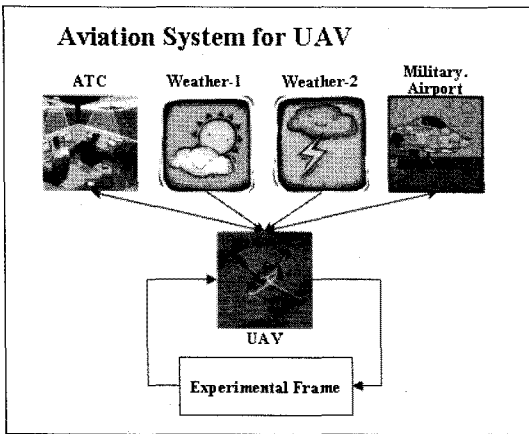 Aviation System for UAV
ATC
Weather-1
Weather-2
Military.
Airport
UAV
Experimental Frame